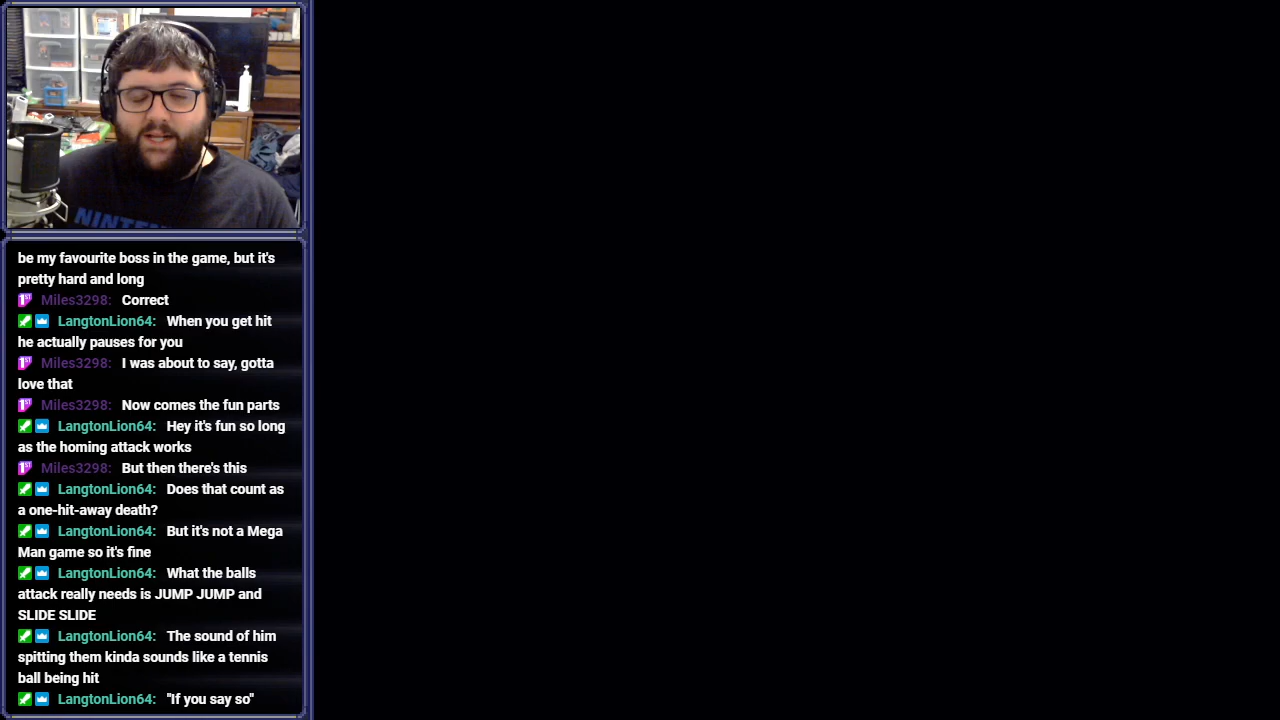 NINTEN
be my favourite boss in the game, but it's
pretty hard and long
1ST Miles3298: Correct
LangtonLion64: When you get hit
he actually pauses for you
1ST Miles3298: I was about to say, gotta
love that
1ST Miles3298: Now comes the fun parts
LangtonLion64: Hey it's fun so long
as the homing attack works
1ST Miles3298: But then there's this
LangtonLion64: Does that count as
a one-hit-away death?
LangtonLion64: But it's not a Mega
Man game so it's fine
LangtonLion64: What the balls
attack really needs is JUMP JUMP and
SLIDE SLIDE
LangtonLion64: The sound of him
spitting them kinda sounds like a tennis
ball being hit
LangtonLion64: "If you say so"